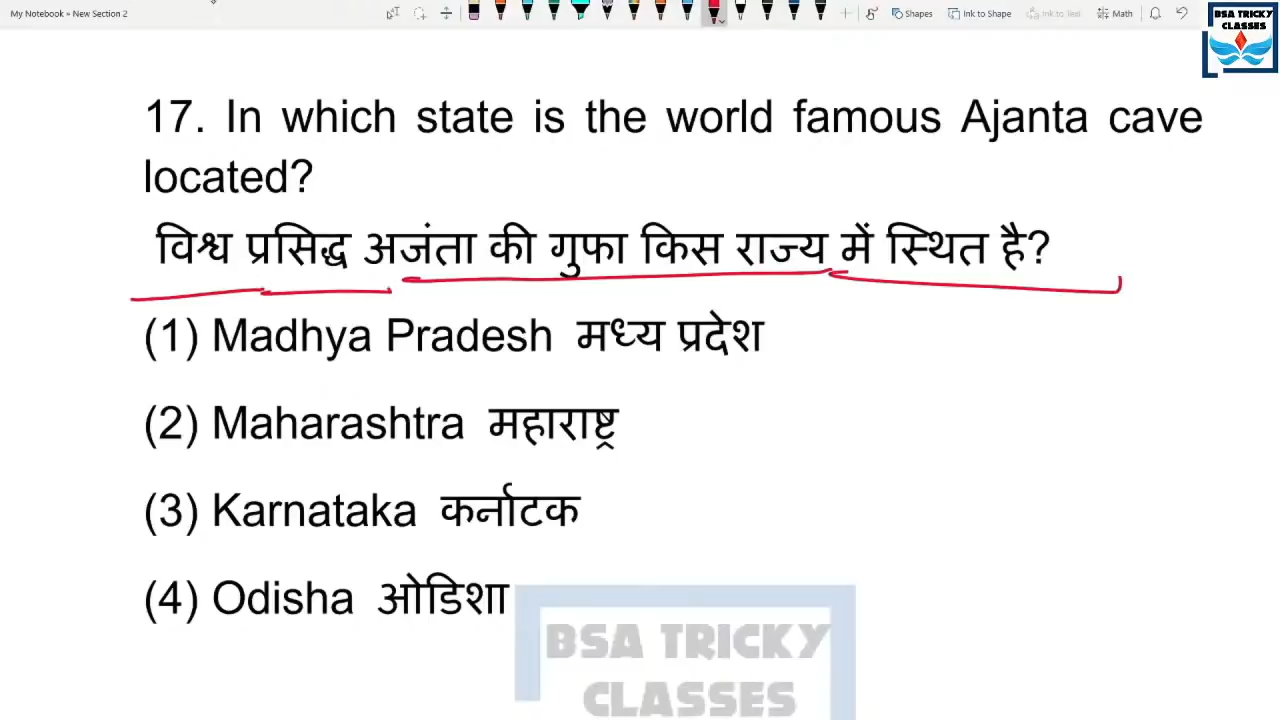 My Notebook » New Section 2
Shapes Ink to Shape Ink to Text Math
BSA TRICKY
CLASSES
17. In which state is the world famous Ajanta cave
located?
विश्व प्रसिद्ध अजंता की गुफा किस राज्य में स्थित है?
(1) Madhya Pradesh मध्य प्रदेश
(2) Maharashtra महाराष्ट्र
(3) Karnataka कर्नाटक
(4) Odisha ओडिशा
BSA TRICKY
CLASSES